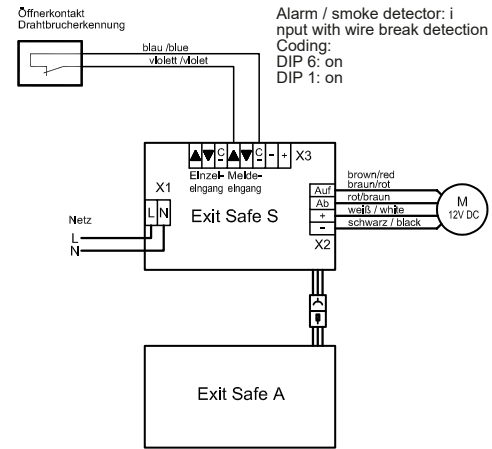 Öffnerkontakt
Drahtbrucherkennung
Alarm / smoke detector: i
nput with wire break detection
Coding:
DIP 6: on
DIP 1: on
blau /blue
violett /violet
▲ ▼ C – ▲ ▼ C – – + X3
Einzel- Melde-
eingang eingang
X1
L N
Exit Safe S
Netz
L
N
Auf
Ab
+
–
X2
brown/red
braun/rot
rot/braun
weiß / white
schwarz / black
M
12V DC
Exit Safe A